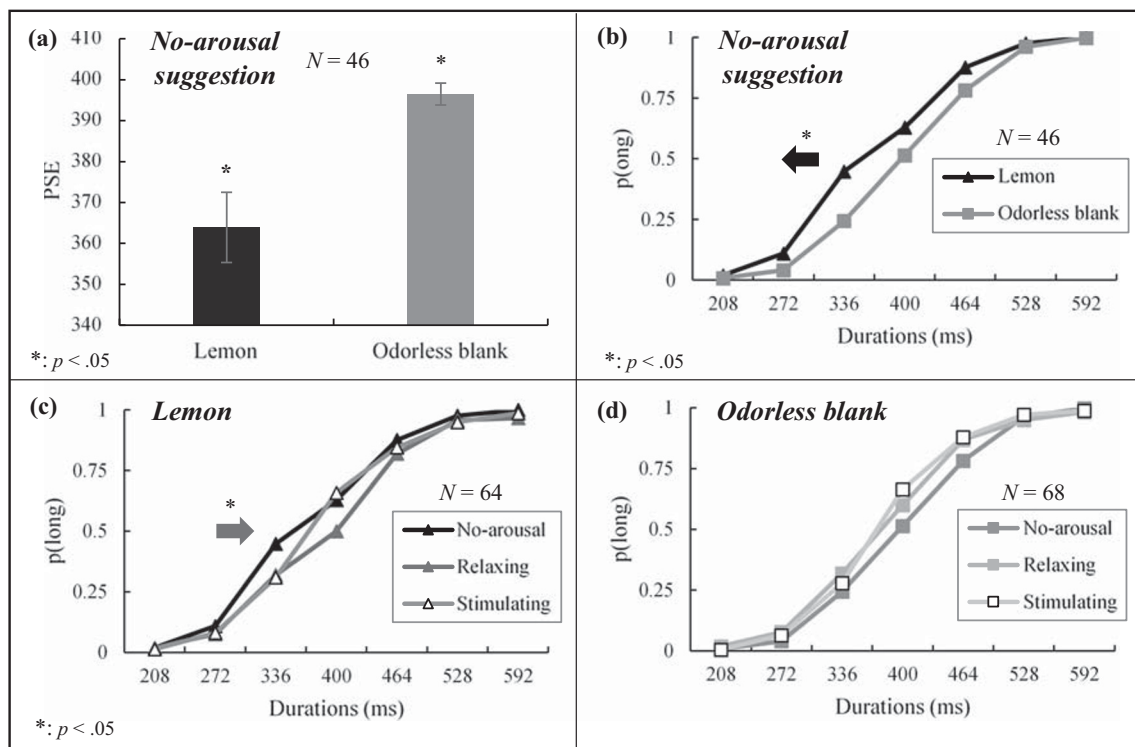 (a)
No-arousal
suggestion
N = 46
410
400
390
380
370
360
350
340
PSE
*
*
Lemon
Odorless blank
*: p < .05
(b)
No-arousal
suggestion
N = 46
1
0.75
0.5
0.25
0
p(ong)
*
Lemon
Odorless blank
208 272 336 400 464 528 592
Durations (ms)
*: p < .05
(c)
Lemon
N = 64
1
0.75
0.5
0.25
0
p(long)
*
No-arousal
Relaxing
Stimulating
208 272 336 400 464 528 592
Durations (ms)
*: p < .05
(d)
Odorless blank
N = 68
1
0.75
0.5
0.25
0
p(long)
No-arousal
Relaxing
Stimulating
208 272 336 400 464 528 592
Durations (ms)